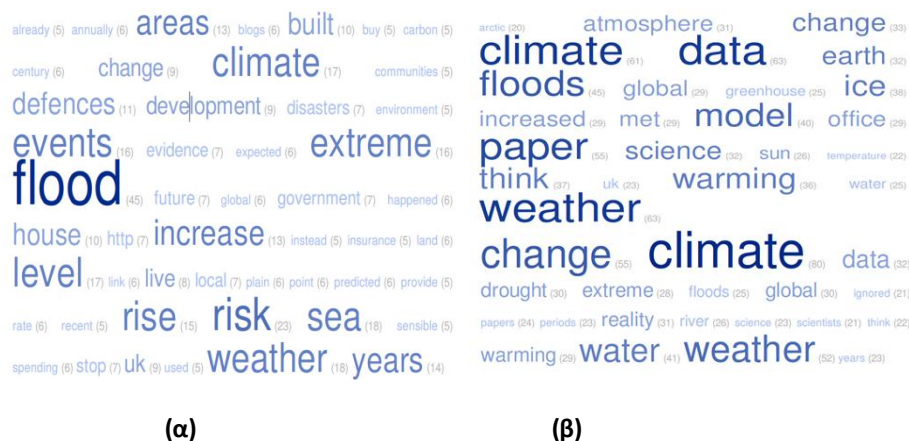 already (5) annually (6) areas (13) blogs (6) built (10) buy (5) carbon (5)
century (6) change (9) climate (17) communities (5)
defences (11) development (9) disasters (7) environment (5)
events (16) evidence (7) expected (6) extreme (16)
flood (45) future (7) global (6) government (7) happened (6)
house (10) http (7) increase (13) instead (5) insurance (5) land (6)
level (17) link (6) live (8) local (7) plain (6) point (6) predicted (6) provide (5)
rate (6) recent (5) rise (15) risk (23) sea (18) sensible (5)
spending (6) stop (7) uk (9) used (5) weather (18) years (14)
(α)
arctic (20) atmosphere (31) change (33)
climate (61) data (63) earth (32)
floods (45) global (29) greenhouse (25) ice (38)
increased (29) met (29) model (40) office (29)
paper (55) science (32) sun (26) temperature (22)
think (37) uk (23) warming (36) water (25)
weather (63)
change (55) climate (80) data (32)
drought (30) extreme (28) floods (25) global (30) ignored (21)
papers (24) periods (23) reality (31) river (26) science (23) scientists (21) think (22)
warming (29) water (41) weather (52) years (23)
(β)